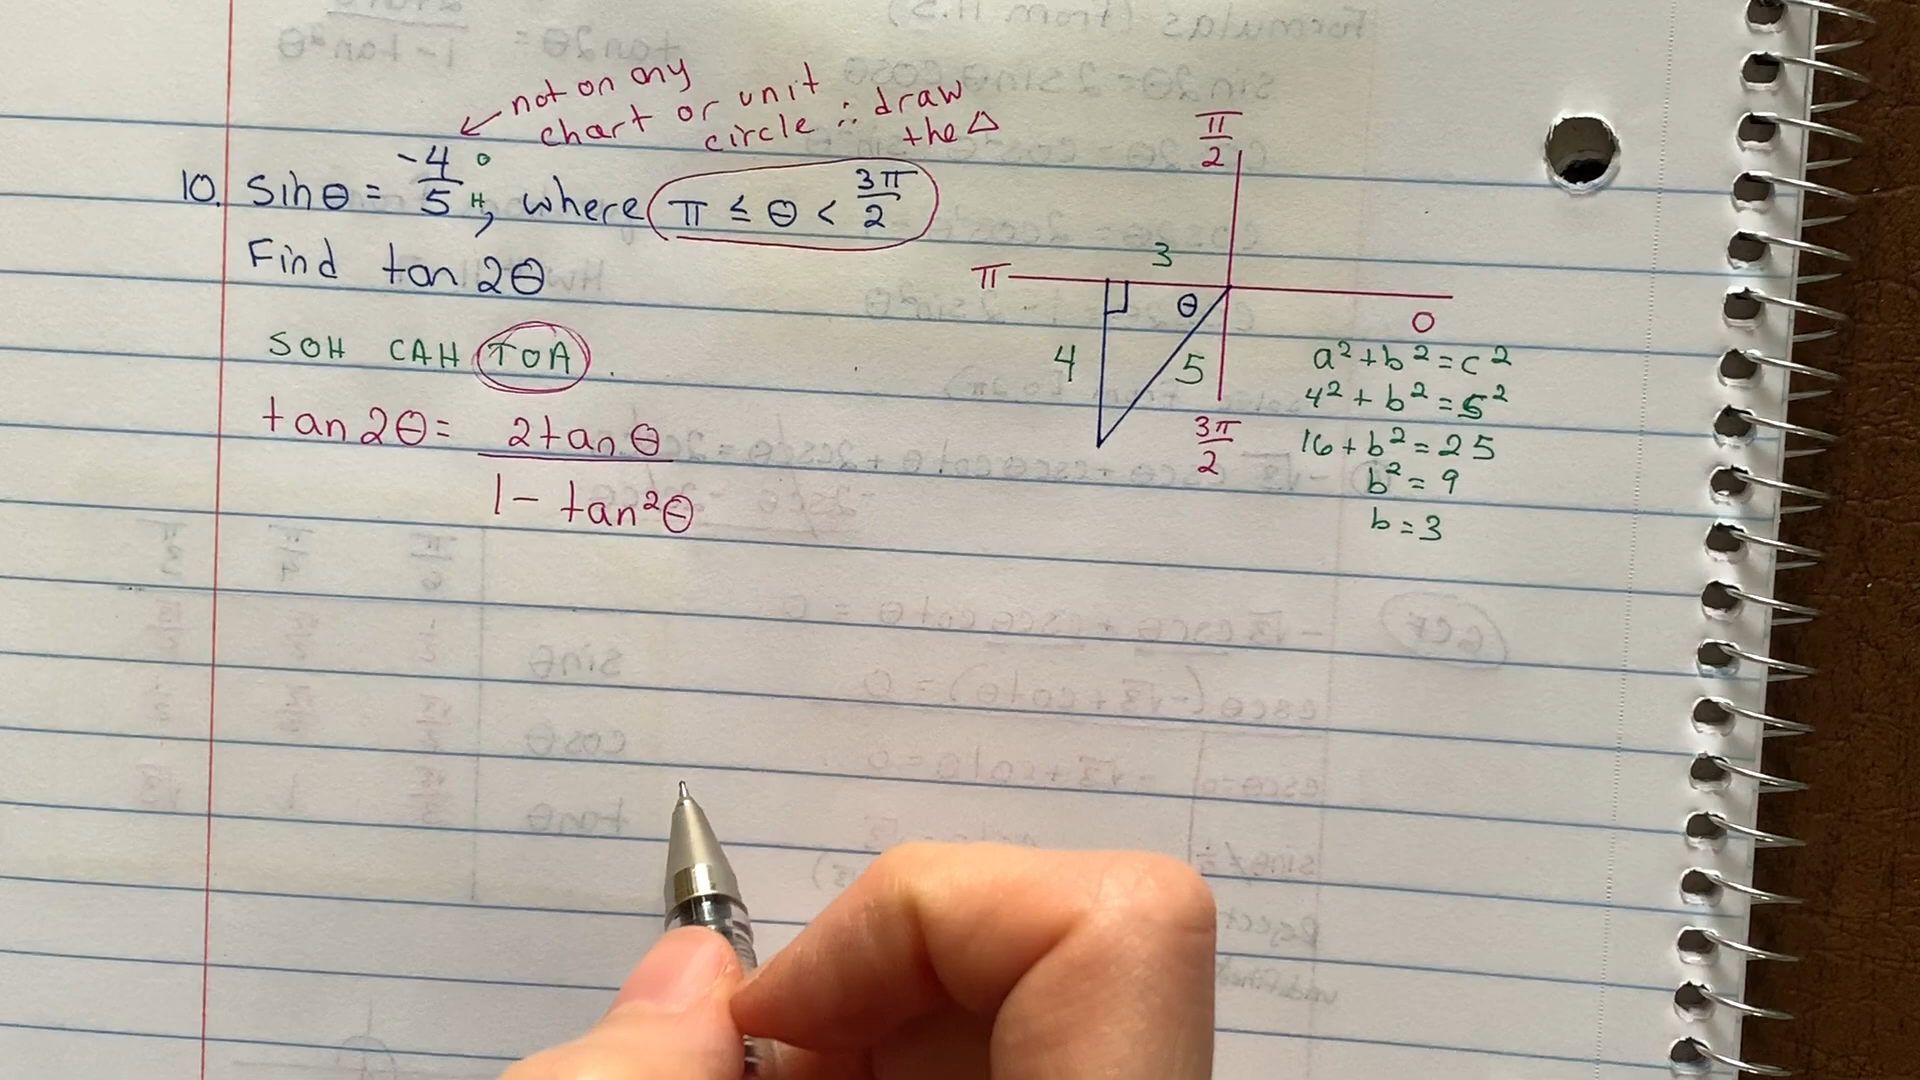 not on any
chart or unit
circle ∴ draw
the △
10. sinθ = -4/5 O H, where π ≤ θ < 3π/2
Find tan 2θ
SOH CAH TOA
tan 2θ = 2tan θ / 1 - tan²θ
π/2
π
0
3π/2
3
θ
4
5
a² + b² = c²
4² + b² = 5²
16 + b² = 25
b² = 9
b = 3